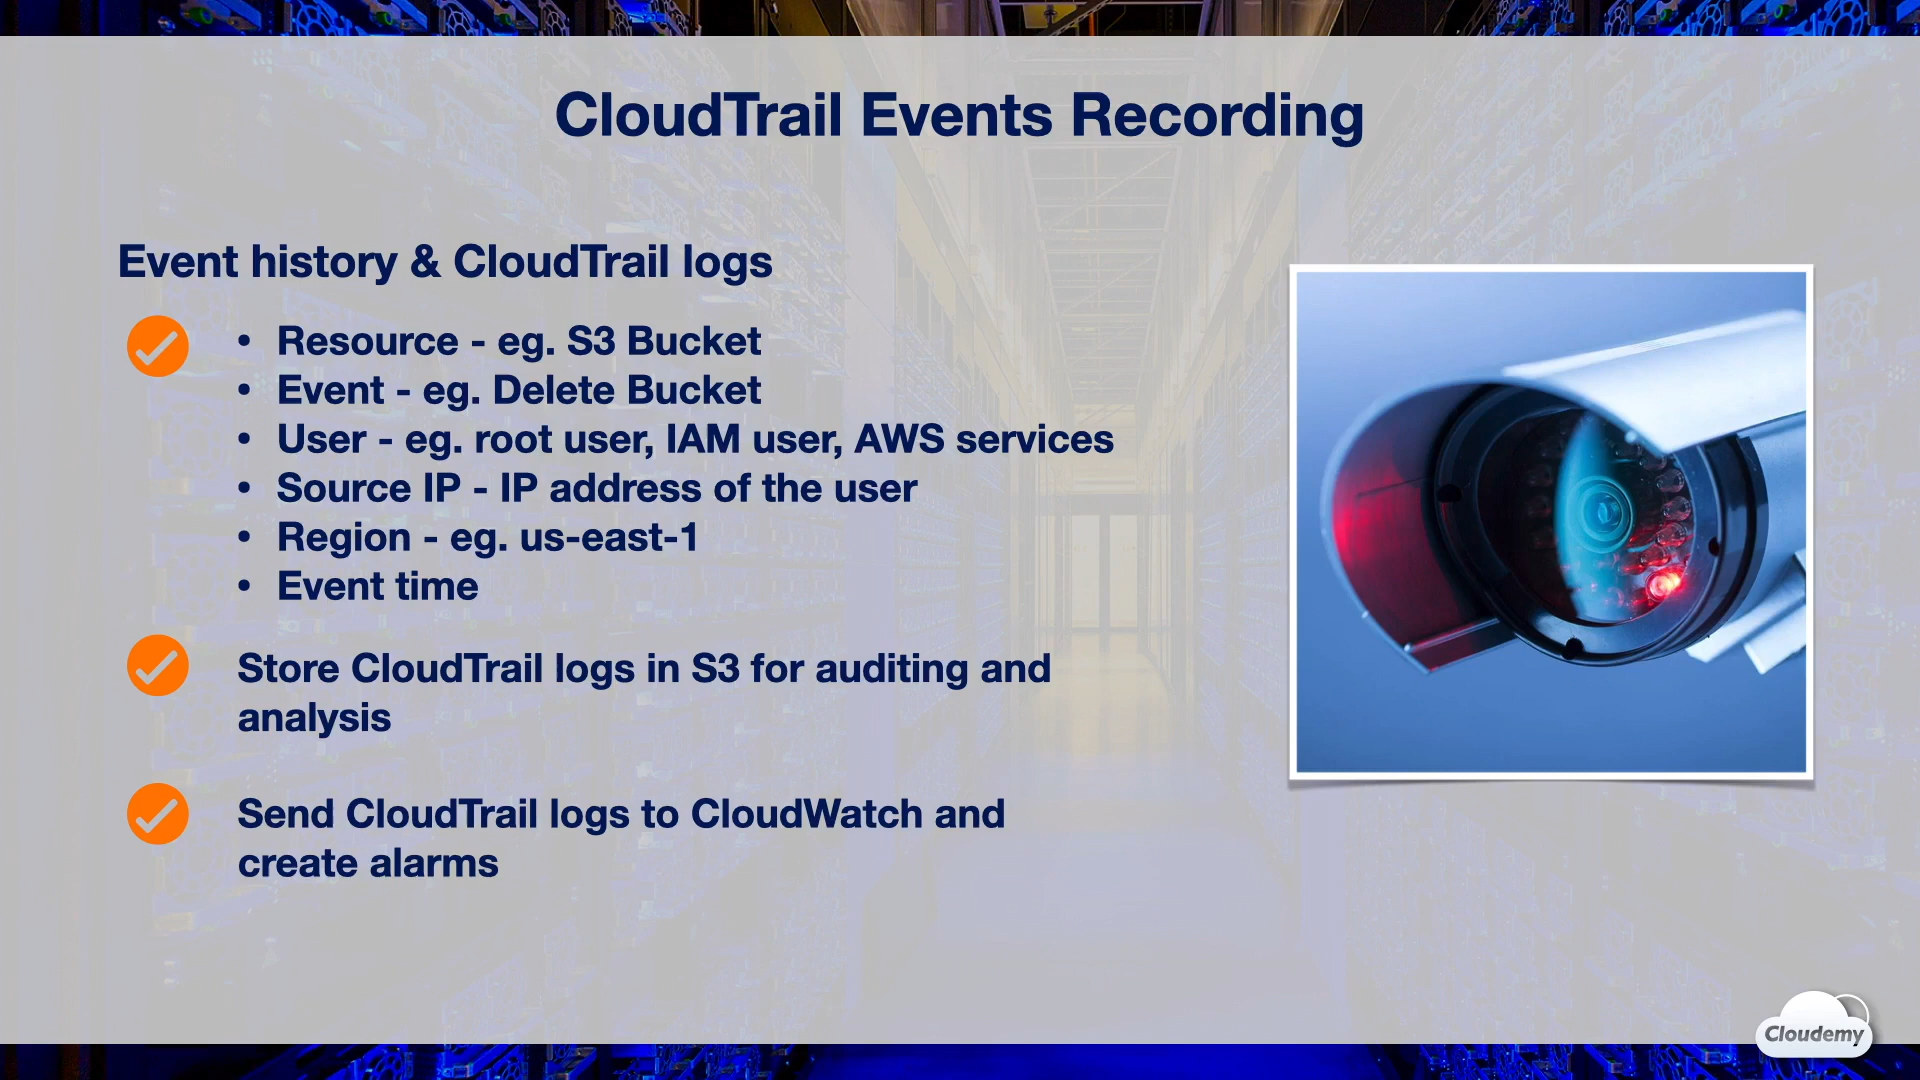 CloudTrail Events Recording
Event history & CloudTrail logs
• Resource - eg. S3 Bucket
• Event - eg. Delete Bucket
• User - eg. root user, IAM user, AWS services
• Source IP - IP address of the user
• Region - eg. us-east-1
• Event time
Store CloudTrail logs in S3 for auditing and
analysis
Send CloudTrail logs to CloudWatch and
create alarms
Cloudemy